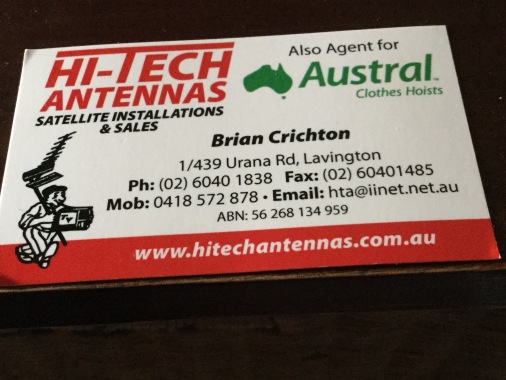 HI-TECH
ANTENNAS
SATELLITE INSTALLATIONS
& SALES
Also Agent for
Austral™
Clothes Hoists
Brian Crichton
1/439 Urana Rd, Lavington
Ph: (02) 6040 1838 Fax: (02) 60401485
Mob: 0418 572 878 • Email: hta@iinet.net.au
ABN: 56 268 134 959
TV
www.hitechantennas.com.au